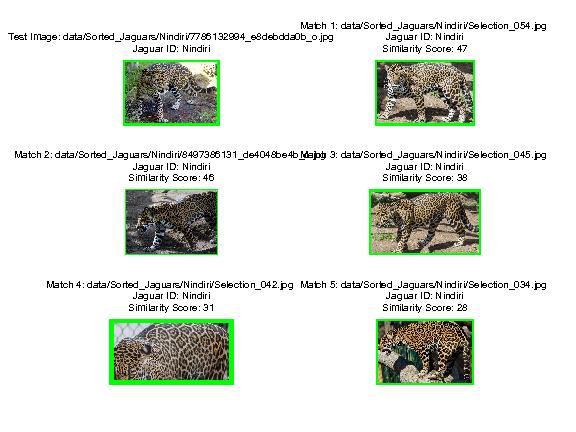 Test Image: data/Sorted_Jaguars/Nindiri/7786132994_e8debdda0b_o.jpg
Jaguar ID: Nindiri
Match 1: data/Sorted_Jaguars/Nindiri/Selection_054.jpg
Jaguar ID: Nindiri
Similarity Score: 47
Match 2: data/Sorted_Jaguars/Nindiri/8497386131_de4048be4b
Jaguar ID: Nindiri
Similarity Score: 46
Match 3: data/Sorted_Jaguars/Nindiri/Selection_045.jpg
Jaguar ID: Nindiri
Similarity Score: 38
Match 4: data/Sorted_Jaguars/Nindiri/Selection_042.jpg
Jaguar ID: Nindiri
Similarity Score: 31
Match 5: data/Sorted_Jaguars/Nindiri/Selection_034.jpg
Jaguar ID: Nindiri
Similarity Score: 28